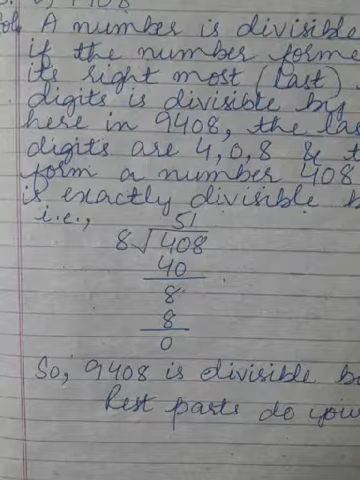 9408
Sol. A number is divisible
if the number forme
its right most (Last)
digits is divisible by
here in 9408, the las
digits are 4,0,8 & t
form a number 408
is exactly divisible b
i.e.,
51
8√408
40
8
8
0
So, 9408 is divisible b
Rest parts do you